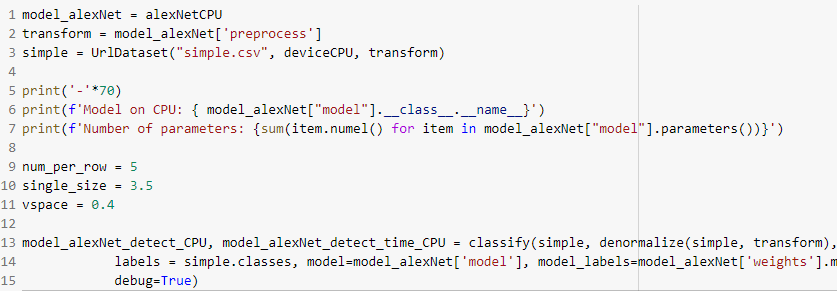 1 model_alexNet = alexNetCPU
2 transform = model_alexNet['preprocess']
3 simple = UrlDataset("simple.csv", deviceCPU, transform)
4
5 print('-'*70)
6 print(f'Model on CPU: { model_alexNet["model"].__class__.__name__}')
7 print(f'Number of parameters: {sum(item.numel() for item in model_alexNet["model"].parameters())}')
8
9 num_per_row = 5
10 single_size = 3.5
11 vspace = 0.4
12
13 model_alexNet_detect_CPU, model_alexNet_detect_time_CPU = classify(simple, denormalize(simple, transform),
14 labels = simple.classes, model=model_alexNet['model'], model_labels=model_alexNet['weights'].m
15 debug=True)